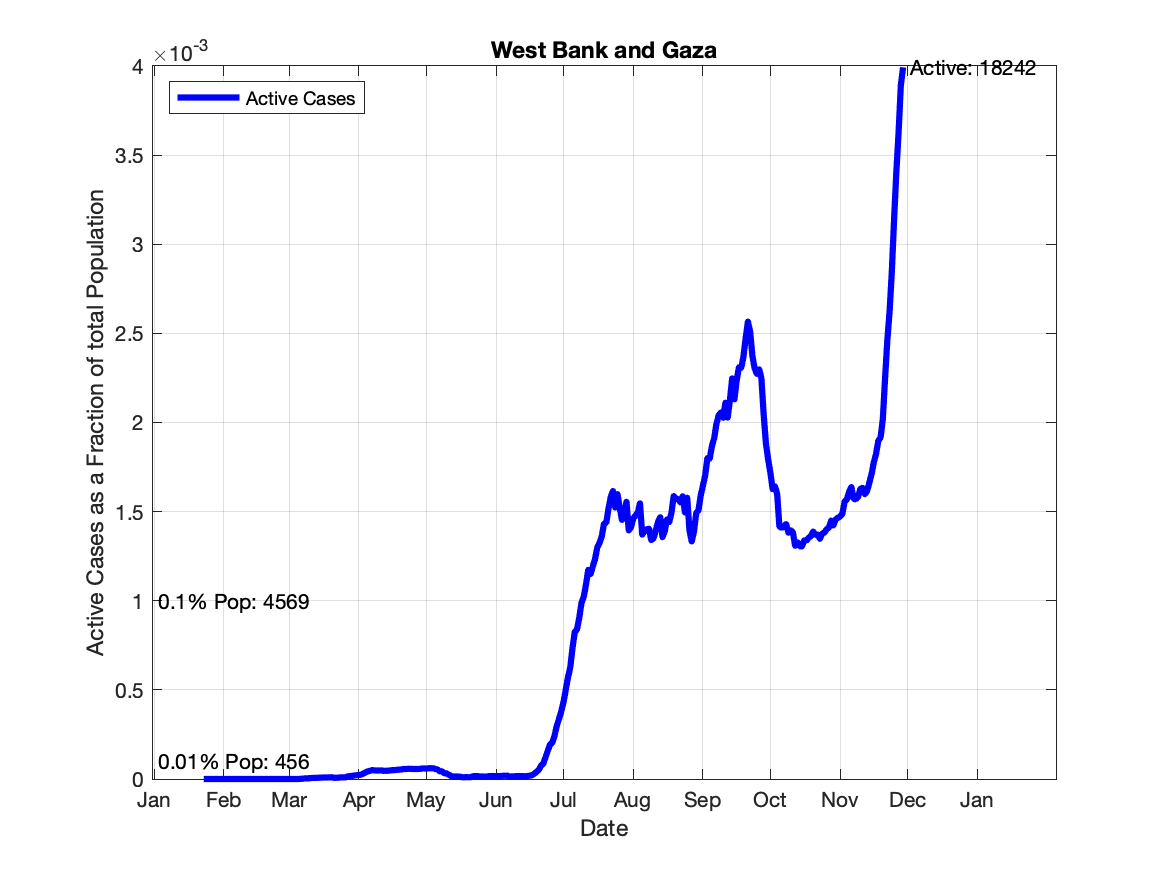 West Bank and Gaza
×10-3
4
3.5
3
2.5
2
1.5
1
0.5
0
Active Cases as a Fraction of total Population
Active Cases
Active: 18242
0.1% Pop: 4569
0.01% Pop: 456
Jan Feb Mar Apr May Jun Jul Aug Sep Oct Nov Dec Jan
Date